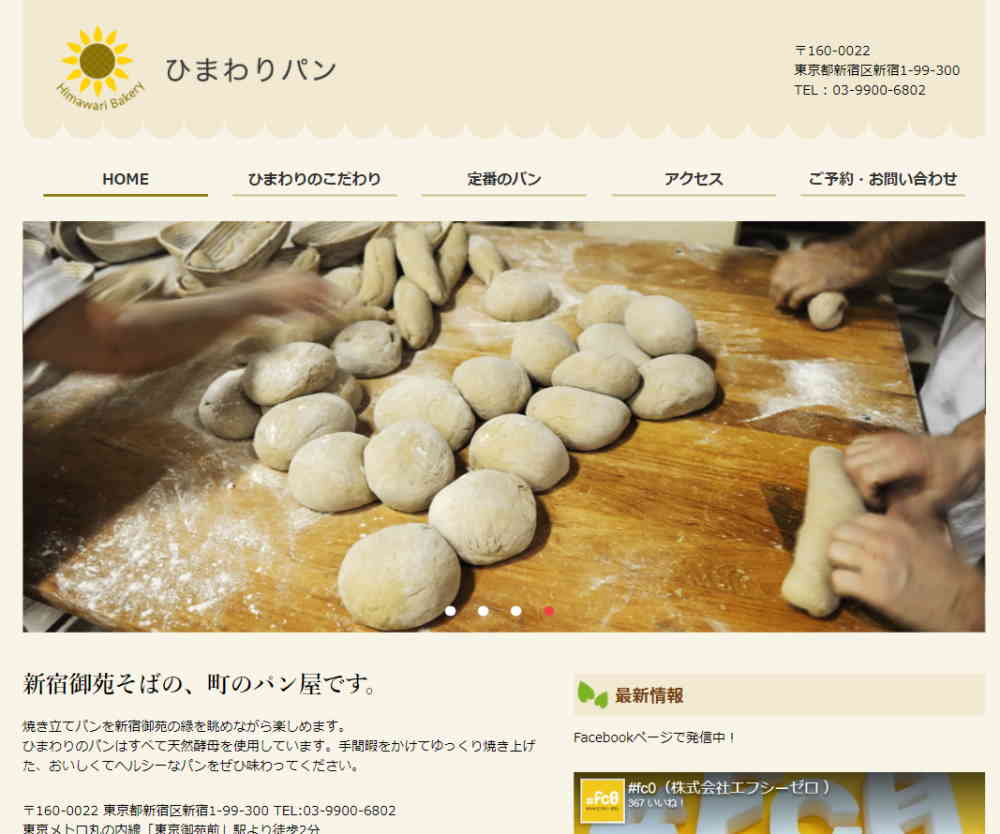 ひまわりパン
Himawari Bakery
〒160-0022
東京都新宿区新宿1-99-300
TEL：03-9900-6802
HOME
ひまわりのこだわり
定番のパン
アクセス
ご予約・お問い合わせ
新宿御苑そばの、町のパン屋です。
焼き立てパンを新宿御苑の緑を眺めながら楽しめます。
ひまわりのパンはすべて天然酵母を使用しています。手間暇をかけてゆっくり焼き上げ
た、おいしくてヘルシーなパンをぜひ味わってください。
〒160-0022 東京都新宿区新宿1-99-300 TEL:03-9900-6802
東京メトロ丸の内線「東京御苑前」駅より徒歩2分
最新情報
Facebookページで発信中！
#fc0
#fc0（株式会社エフシーゼロ ）
367 いいね！